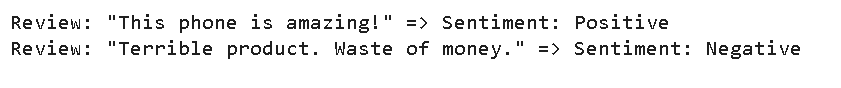 Review: "This phone is amazing!" => Sentiment: Positive
Review: "Terrible product. Waste of money." => Sentiment: Negative